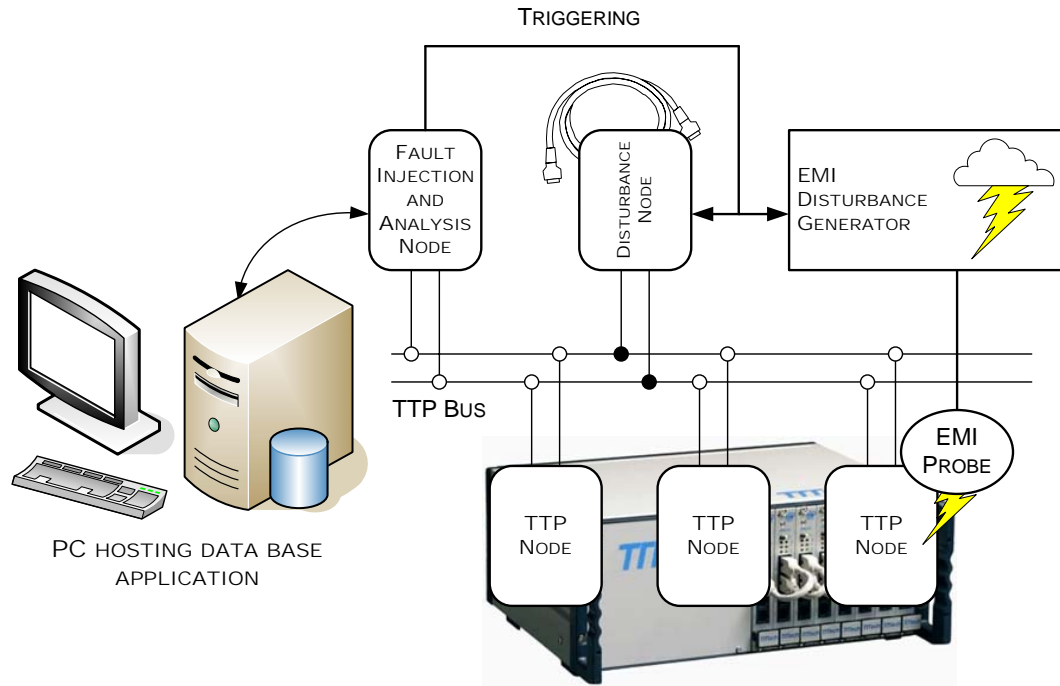 TRIGGERING
FAULT
INJECTION
AND
ANALYSIS
NODE
DISTURBANCE
NODE
EMI
DISTURBANCE
GENERATOR
TTP BUS
EMI
PROBE
TTP
NODE
TTP
NODE
TTP
NODE
PC HOSTING DATA BASE
APPLICATION